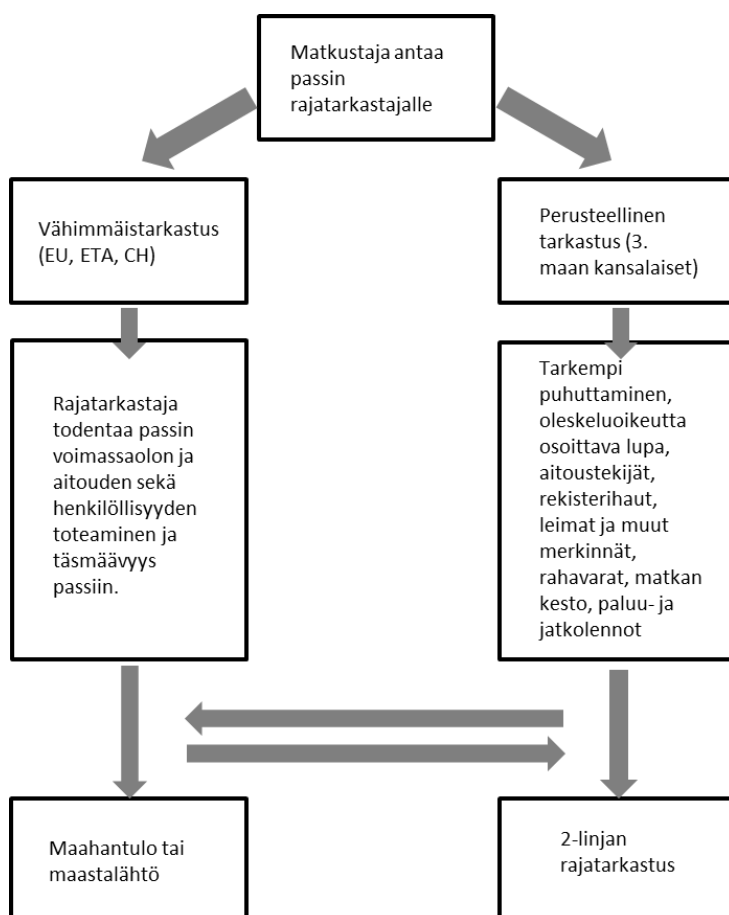 Matkustaja antaa
passin
rajatarkastajalle
Vähimmäistarkastus
(EU, ETA, CH)
Perusteellinen
tarkastus (3.
maan kansalaiset)
Rajatarkastaja
todentaa passin
voimassaolon ja
aitouden sekä
henkilöllisyyden
toteaminen ja
täsmäävyys
passiin.
Tarkempi
puhuttaminen,
oleskeluoikeutta
osoittava lupa,
aitoustekijät,
rekisterihaut,
leimat ja muut
merkinnät,
rahavarat, matkan
kesto, paluu- ja
jatkolennot
Maahantulo tai
maastalähtö
2-linjan
rajatarkastus